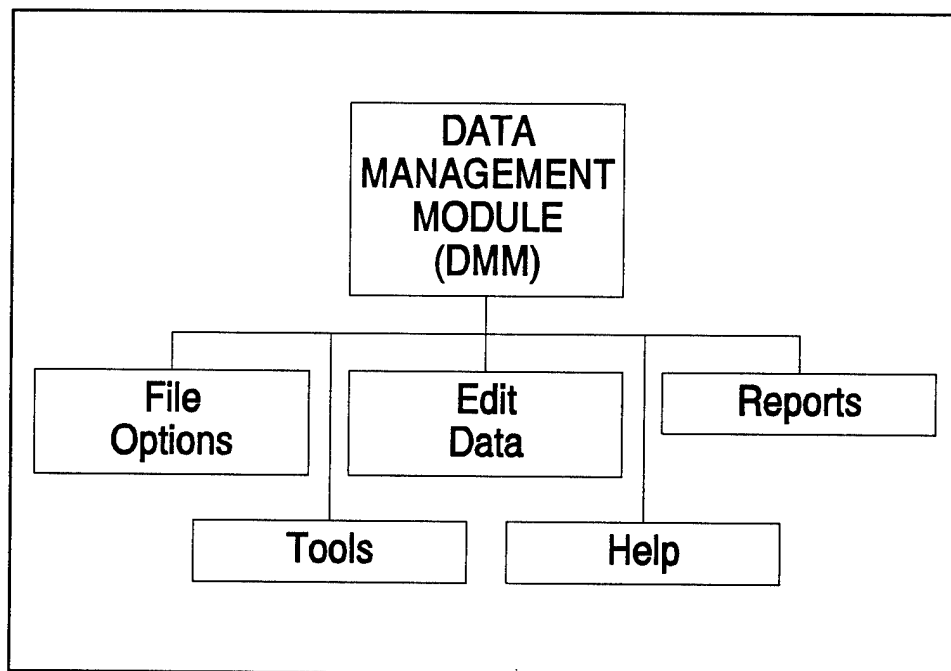 DATA
MANAGEMENT
MODULE
(DMM)
File
Options
Edit
Data
Reports
Tools
Help